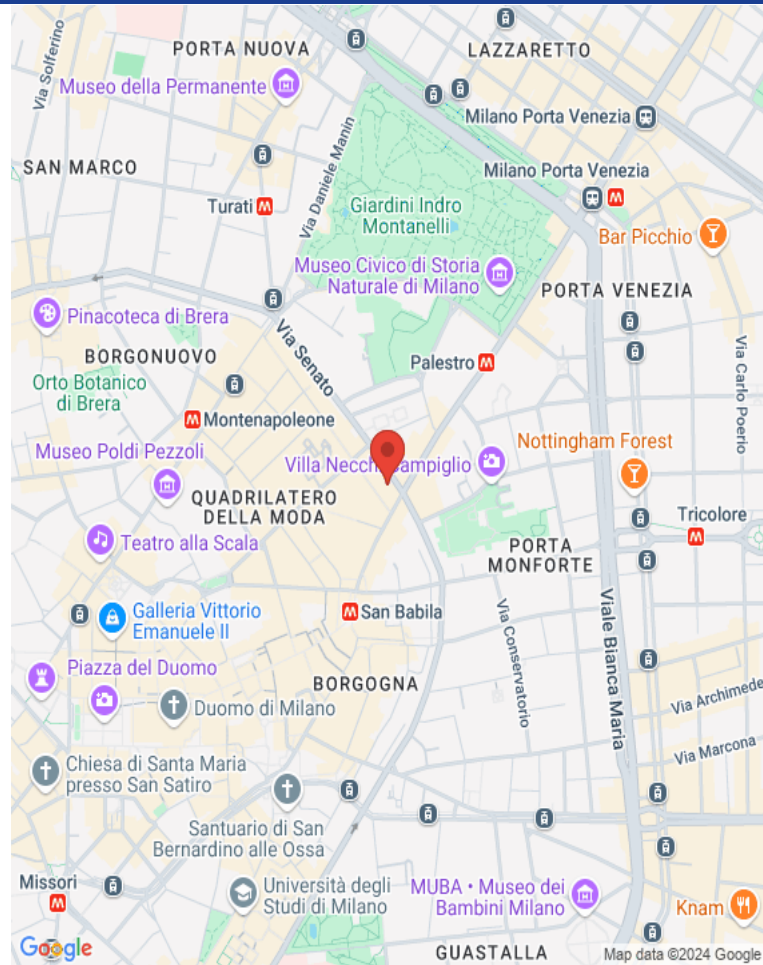 PORTA NUOVA
LAZZARETTO
Via Solferino
Museo della Permanente
Milano Porta Venezia
Via Daniele Manin
SAN MARCO
Milano Porta Venezia
Turati
Giardini Indro
Montanelli
Bar Picchio
Museo Civico di Storia
Naturale di Milano
PORTA VENEZIA
Pinacoteca di Brera
Via Senato
BORGONUOVO
Palestro
Via Carlo Poerio
Orto Botanico
di Brera
Montenapoleone
Nottingham Forest
Museo Poldi Pezzoli
Villa Necchi Campiglio
QUADRILATERO
DELLA MODA
Tricolore
Teatro alla Scala
PORTA
MONFORTE
Galleria Vittorio
Emanuele II
San Babila
Via Conservatorio
Viale Bianca Maria
Piazza del Duomo
BORGOGNA
Duomo di Milano
Via Archimede
Via Marcona
Chiesa di Santa Maria
presso San Satiro
Santuario di San
Bernardino alle Ossa
Missori
Università degli
Studi di Milano
MUBA • Museo dei
Bambini Milano
Knam
Google
GUASTALLA
Map data ©2024 Google